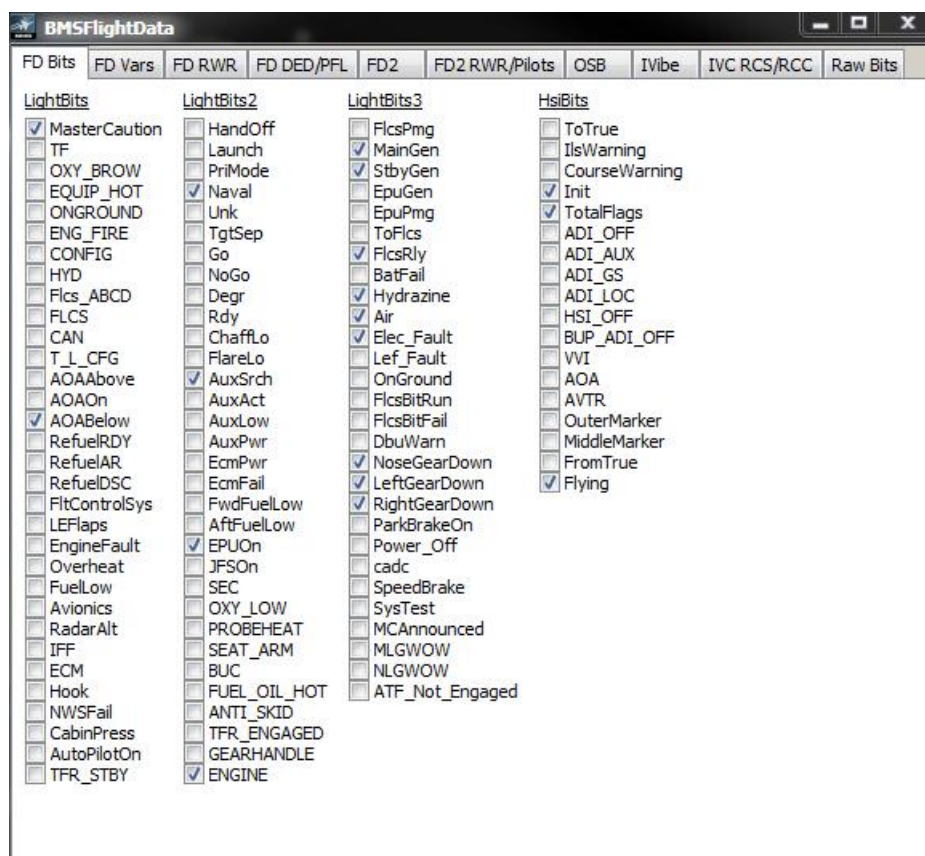 BMSFlightData
FD Bits FD Vars FD RWR FD DED/PFL FD2 FD2 RWR/Pilots OSB IVibe IVC RCS/RCC Raw Bits
LightBits LightBits2 LightBits3 HsiBits
MasterCaution HandOff FlcsPmg ToTrue
TF Launch MainGen IlsWarning
OXY_BROW PriMode StbyGen CourseWarning
EQUIP_HOT Naval EpuGen Init
ONGROUND Unk EpuPmg TotalFlags
ENG_FIRE TgtSep ToFlcs ADI_OFF
CONFIG Go FlcsRly ADI_AUX
HYD NoGo BatFail ADI_GS
Flcs_ABCD Degr Hydrazine ADI_LOC
FLCS Rdy Air HSI_OFF
CAN ChaffLo Elec_Fault BUP_ADI_OFF
T_L_CFG FlareLo Lef_Fault VVI
AOAAbove AuxSrch OnGround AOA
AOAOn AuxAct FlcsBitRun AVTR
AOABelow AuxLow FlcsBitFail OuterMarker
RefuelRDY AuxPwr DbuWarn MiddleMarker
RefuelAR EcmPwr NoseGearDown FromTrue
RefuelDSC EcmFail LeftGearDown Flying
FltControlSys FwdFuelLow RightGearDown
LEFlaps AftFuelLow ParkBrakeOn
EngineFault EPUOn Power_Off
Overheat JFSOn cadc
FuelLow SEC SpeedBrake
Avionics OXY_LOW SysTest
RadarAlt PROBEHEAT MCAnnounced
IFF SEAT_ARM MLGWOW
ECM BUC NLGWOW
Hook FUEL_OIL_HOT ATF_Not_Engaged
NWSFail ANTI_SKID
CabinPress TFR_ENGAGED
AutoPilotOn GEARHANDLE
TFR_STBY ENGINE